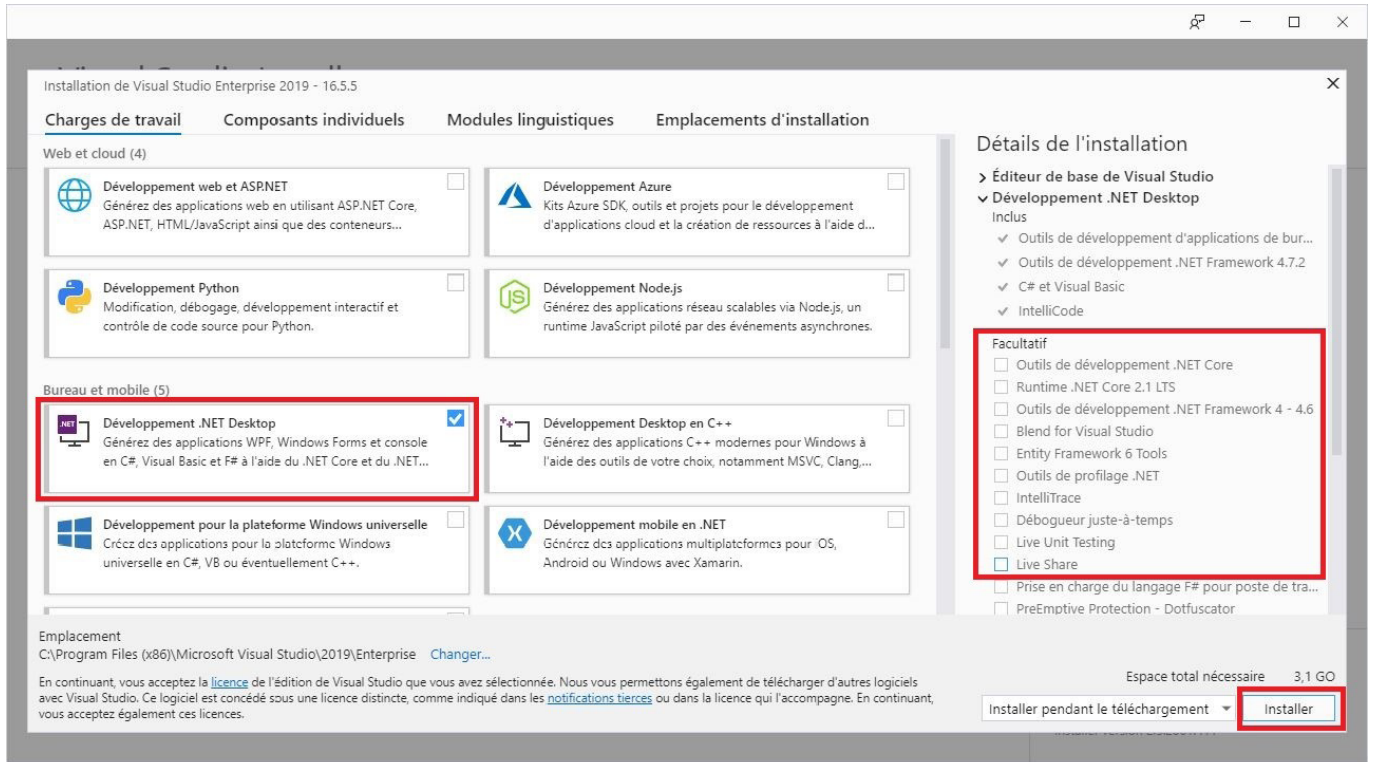 Installation de Visual Studio Enterprise 2019 - 16.5.5
Charges de travail
Composants individuels
Modules linguistiques
Emplacements d'installation
Web et cloud (4)
Développement web et ASP.NET
Générez des applications web en utilisant ASP.NET Core,
ASP.NET, HTML/JavaScript ainsi que des conteneurs...
Développement Azure
Kits Azure SDK, outils et projets pour le développement
d'applications cloud et la création de ressources à l'aide d...
Développement Python
Modification, débogage, développement interactif et
contrôle de code source pour Python.
JS
Développement Node.js
Générez des applications réseau scalables via Node.js, un
runtime JavaScript piloté par des événements asynchrones.
Bureau et mobile (5)
.NET
Développement .NET Desktop
Générez des applications WPF, Windows Forms et console
en C#, Visual Basic et F# à l'aide du .NET Core et du .NET...
Développement Desktop en C++
Générez des applications C++ modernes pour Windows à
l'aide des outils de votre choix, notamment MSVC, Clang,...
Développement pour la plateforme Windows universelle
Créez des applications pour la plateforme Windows
universelle en C#, VB ou éventuellement C++.
Développement mobile en .NET
Générez des applications multiplateformes pour iOS,
Android ou Windows avec Xamarin.
Détails de l'installation
Éditeur de base de Visual Studio
Développement .NET Desktop
Inclus
Outils de développement d'applications de bur...
Outils de développement .NET Framework 4.7.2
C# et Visual Basic
IntelliCode
Facultatif
Outils de développement .NET Core
Runtime .NET Core 2.1 LTS
Outils de développement .NET Framework 4 - 4.6
Blend for Visual Studio
Entity Framework 6 Tools
Outils de profilage .NET
IntelliTrace
Débogueur juste-à-temps
Live Unit Testing
Live Share
Prise en charge du langage F# pour poste de tra...
PreEmptive Protection - Dotfuscator
Emplacement
C:\Program Files (x86)\Microsoft Visual Studio\2019\Enterprise Changer...
En continuant, vous acceptez la licence de l'édition de Visual Studio que vous avez sélectionnée. Nous vous permettons également de télécharger d'autres logiciels
avec Visual Studio. Ce logiciel est concédé sous une licence distincte, comme indiqué dans les notifications tierces ou dans la licence qui l'accompagne. En continuant,
vous acceptez également ces licences.
Espace total nécessaire 3,1 GO
Installer pendant le téléchargement
Installer